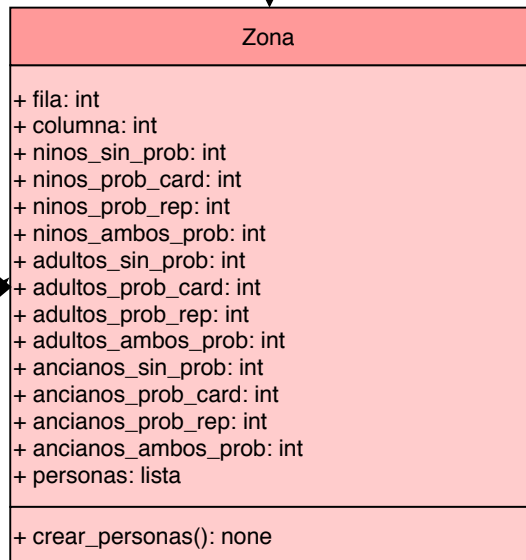 Zona
+ fila: int
+ columna: int
+ ninos_sin_prob: int
+ ninos_prob_card: int
+ ninos_prob_rep: int
+ ninos_ambos_prob: int
+ adultos_sin_prob: int
+ adultos_prob_card: int
+ adultos_prob_rep: int
+ adultos_ambos_prob: int
+ ancianos_sin_prob: int
+ ancianos_prob_card: int
+ ancianos_prob_rep: int
+ ancianos_ambos_prob: int
+ personas: lista
+ crear_personas(): none